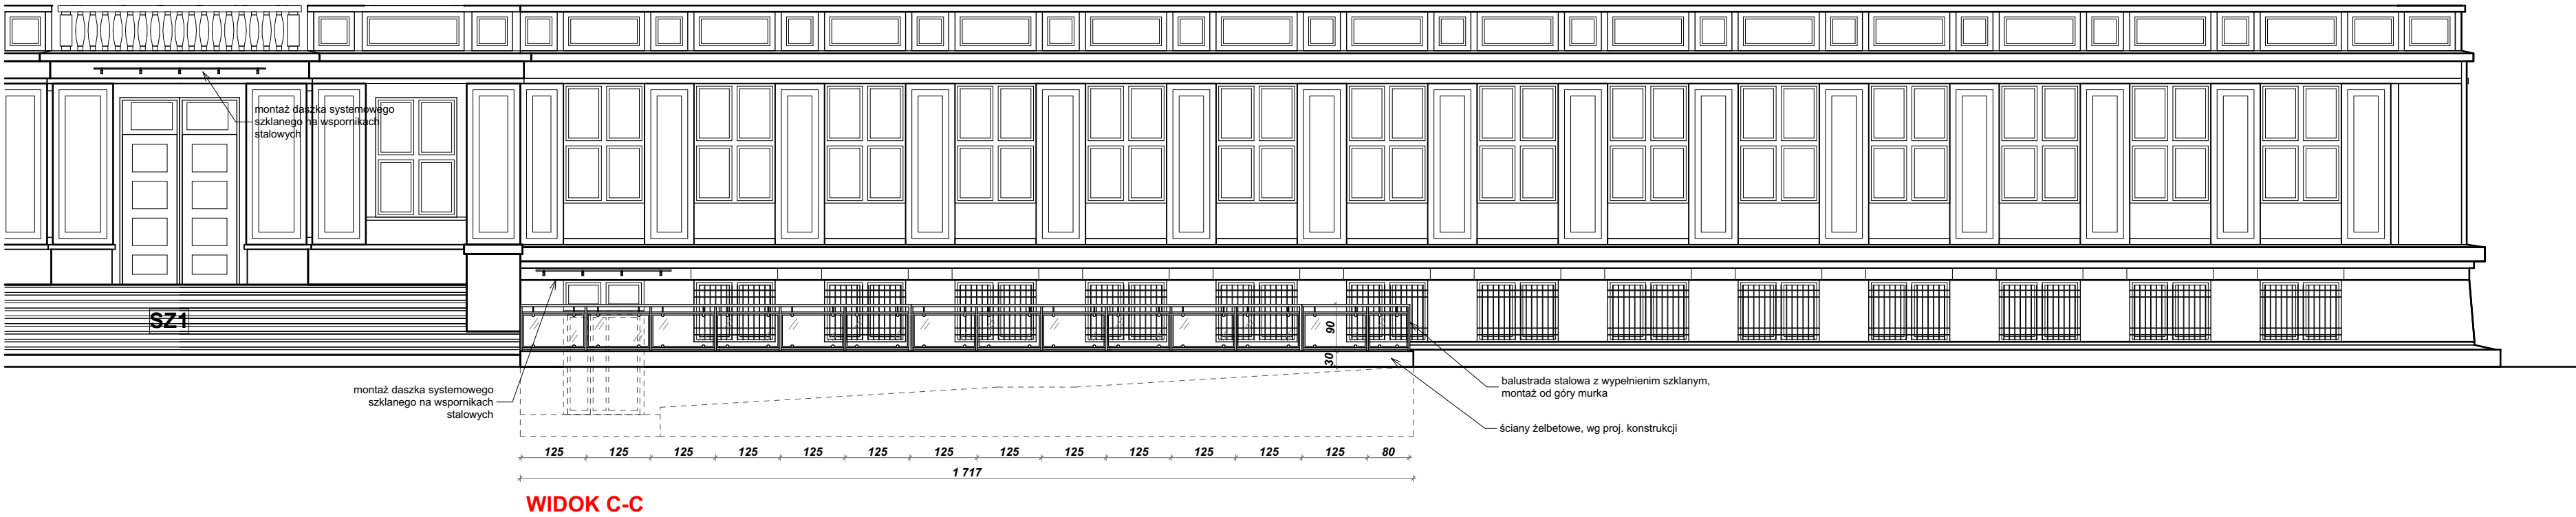 montaż daszka systemowego
szklanego na wspornikach
stalowych
SZ1
90
30
montaż daszka systemowego
szklanego na wspornikach
stalowych
balustrada stalowa z wypełnieniem szklanym,
montaż od góry murka
ściany żelbetowe, wg proj. konstrukcji
125 125 125 125 125 125 125 125 125 125 125 125 125 80
1 717
WIDOK C-C